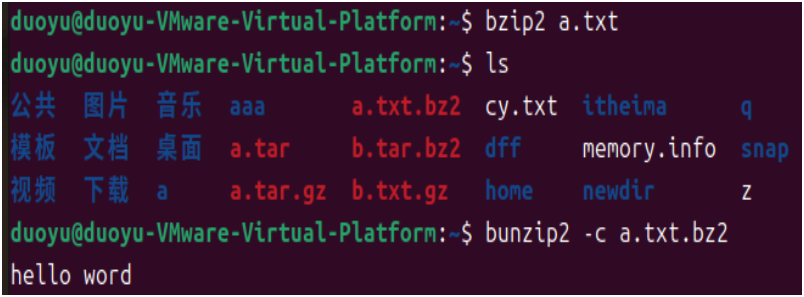 duoyu@duoyu-VMware-Virtual-Platform:~$ bzip2 a.txt
duoyu@duoyu-VMware-Virtual-Platform:~$ ls
公共 图片 音乐 aaa a.txt.bz2 cy.txt itheima q
模板 文档 桌面 a.tar b.tar.bz2 dff memory.info snap
视频 下载 a a.tar.gz b.txt.gz home newdir z
duoyu@duoyu-VMware-Virtual-Platform:~$ bunzip2 -c a.txt.bz2
hello word